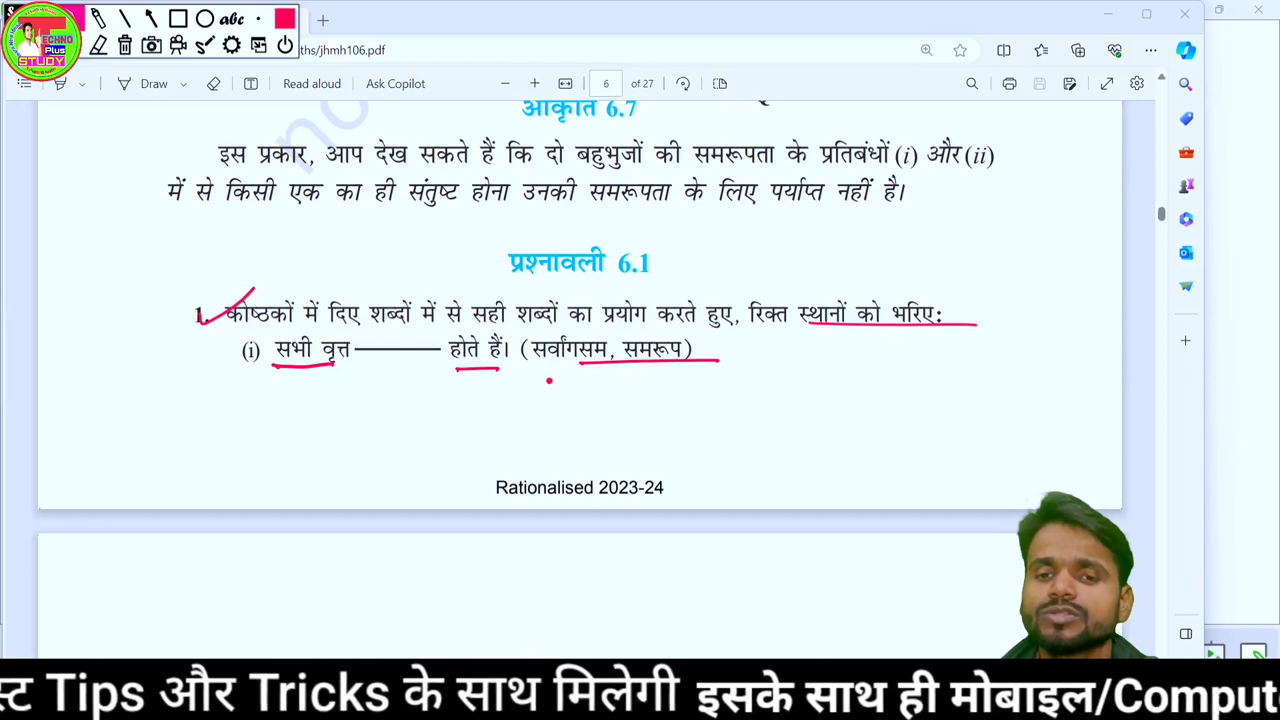 TECHNO
Plus
STUDY
abc
ths/jhmh106.pdf
Draw
Read aloud
Ask Copilot
6
of 27
आकृति 6.7
इस प्रकार, आप देख सकते हैं कि दो बहुभुजों की समरूपता के प्रतिबंधों (i) और (ii)
में से किसी एक का ही संतुष्ट होना उनकी समरूपता के लिए पर्याप्त नहीं है।
प्रश्नावली 6.1
1. कोष्ठकों में दिए शब्दों में से सही शब्दों का प्रयोग करते हुए, रिक्त स्थानों को भरिए:
(i) सभी वृत्त ———— होते हैं। (सर्वांगसम, समरूप)
Rationalised 2023-24
Tips और Tricks के साथ मिलेगी इसके साथ ही मोबाइल/Comput